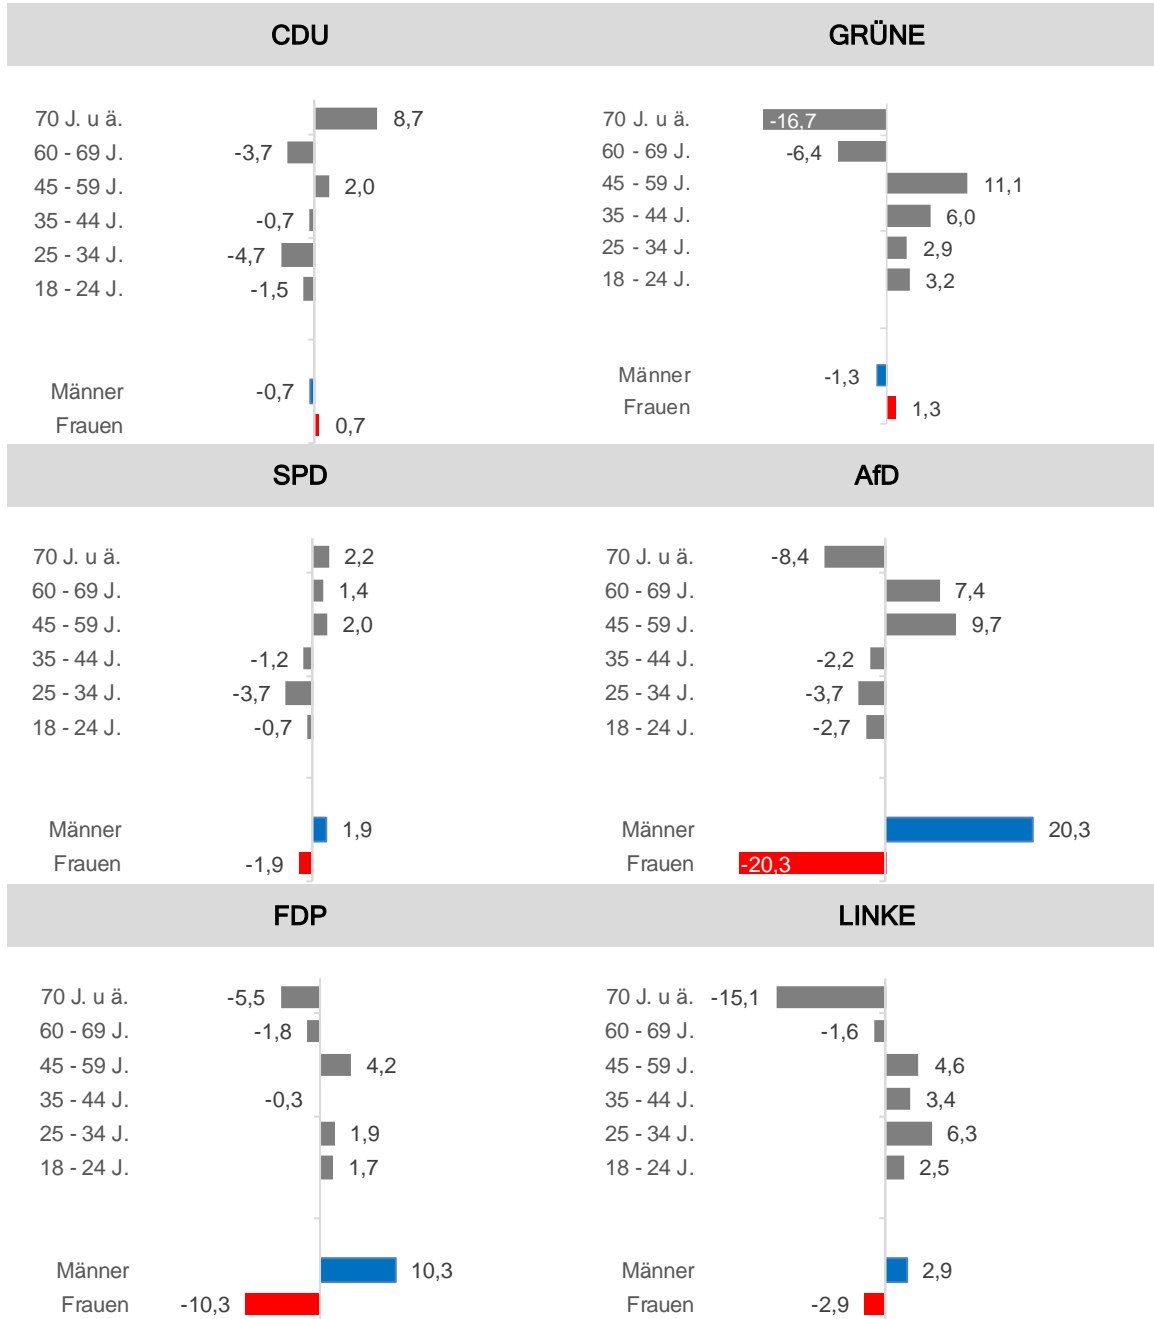 CDU GRÜNE
70 J. u ä. 8,7
60 - 69 J. -3,7
45 - 59 J. 2,0
35 - 44 J. -0,7
25 - 34 J. -4,7
18 - 24 J. -1,5
Männer -0,7
Frauen 0,7
70 J. u ä. -16,7
60 - 69 J. -6,4
45 - 59 J. 11,1
35 - 44 J. 6,0
25 - 34 J. 2,9
18 - 24 J. 3,2
Männer -1,3
Frauen 1,3
SPD AfD
70 J. u ä. 2,2
60 - 69 J. 1,4
45 - 59 J. 2,0
35 - 44 J. -1,2
25 - 34 J. -3,7
18 - 24 J. -0,7
Männer 1,9
Frauen -1,9
70 J. u ä. -8,4
60 - 69 J. 7,4
45 - 59 J. 9,7
35 - 44 J. -2,2
25 - 34 J. -3,7
18 - 24 J. -2,7
Männer 20,3
Frauen -20,3
FDP LINKE
70 J. u ä. -5,5
60 - 69 J. -1,8
45 - 59 J. 4,2
35 - 44 J. -0,3
25 - 34 J. 1,9
18 - 24 J. 1,7
Männer 10,3
Frauen -10,3
70 J. u ä. -15,1
60 - 69 J. -1,6
45 - 59 J. 4,6
35 - 44 J. 3,4
25 - 34 J. 6,3
18 - 24 J. 2,5
Männer 2,9
Frauen -2,9